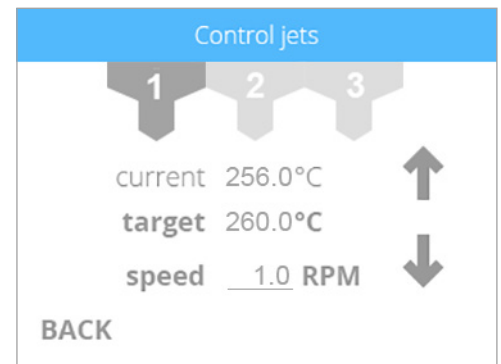 Control jets
1 2 3
current 256.0°C
target 260.0°C
speed 1.0 RPM
BACK